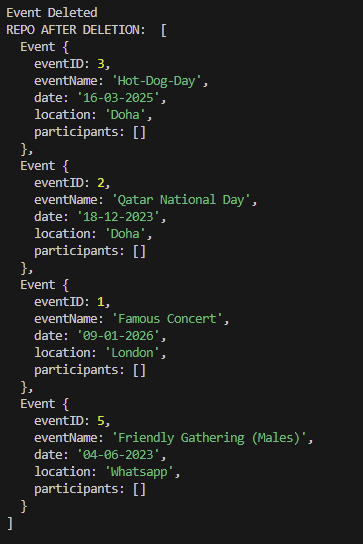 Event Deleted
REPO AFTER DELETION:  [
  Event {
    eventID: 3,
    eventName: 'Hot-Dog-Day',
    date: '16-03-2025',
    location: 'Doha',
    participants: []
  },
  Event {
    eventID: 2,
    eventName: 'Qatar National Day',
    date: '18-12-2023',
    location: 'Doha',
    participants: []
  },
  Event {
    eventID: 1,
    eventName: 'Famous Concert',
    date: '09-01-2026',
    location: 'London',
    participants: []
  },
  Event {
    eventID: 5,
    eventName: 'Friendly Gathering (Males)',
    date: '04-06-2023',
    location: 'Whatsapp',
    participants: []
  }
]